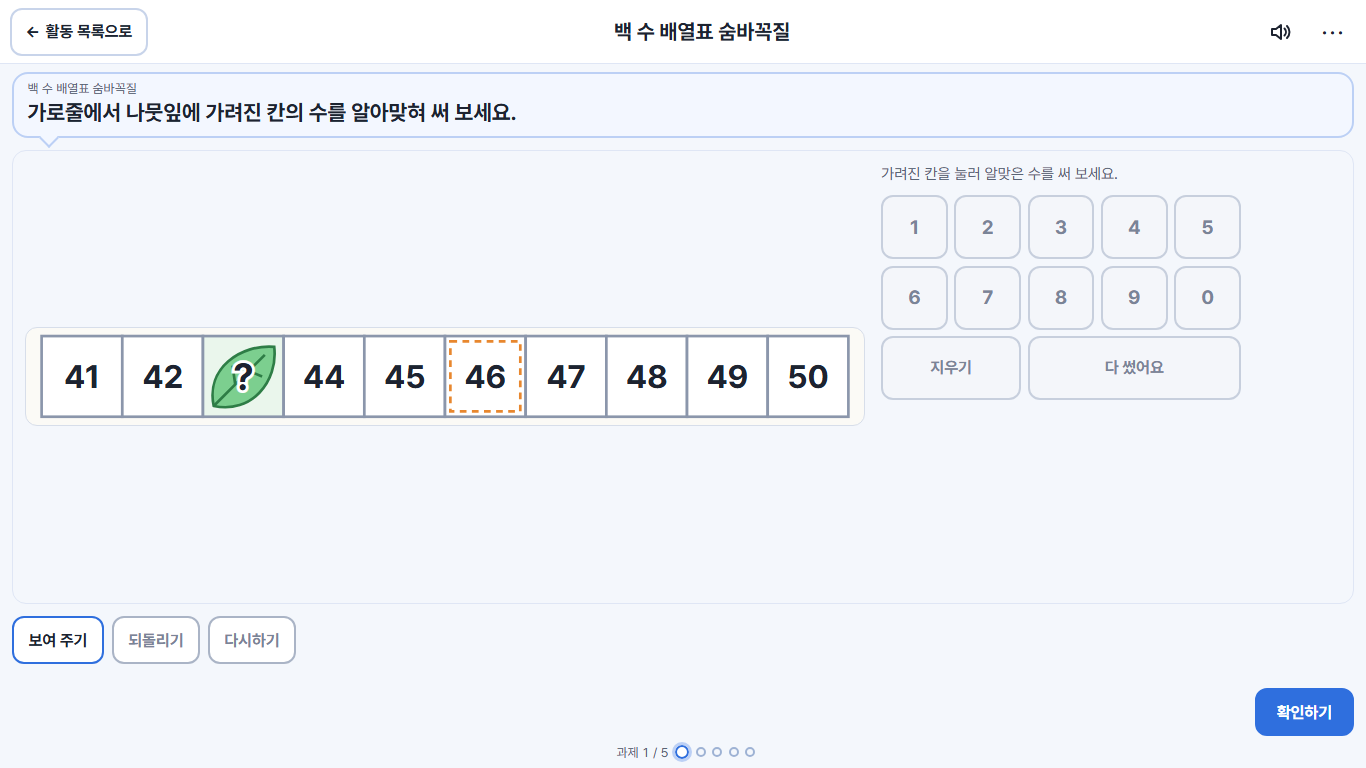 ← 활동 목록으로
백 수 배열표 숨바꼭질
백 수 배열표 숨바꼭질
가로줄에서 나뭇잎에 가려진 칸의 수를 알아맞혀 써 보세요.
41 42 ? 44 45 46 47 48 49 50
가려진 칸을 눌러 알맞은 수를 써 보세요.
1 2 3 4 5
6 7 8 9 0
지우기 다 썼어요
보여 주기 되돌리기 다시하기
확인하기
과제 1 / 5